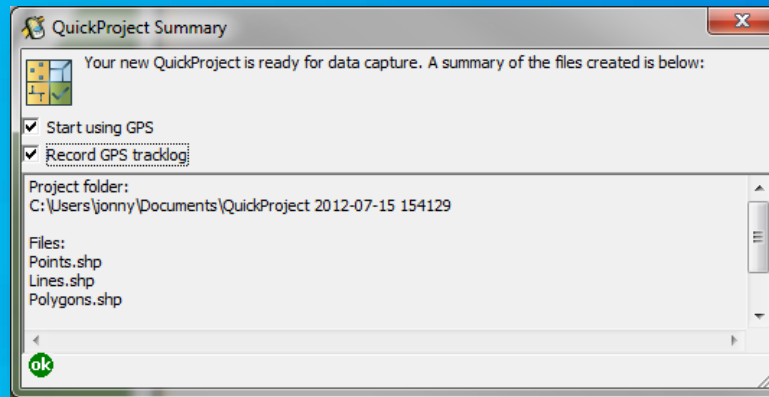 QuickProject Summary
Your new QuickProject is ready for data capture. A summary of the files created is below:
Start using GPS
Record GPS tracklog
Project folder:
C:\Users\jonny\Documents\QuickProject 2012-07-15 154129
Files:
Points.shp
Lines.shp
Polygons.shp
ok